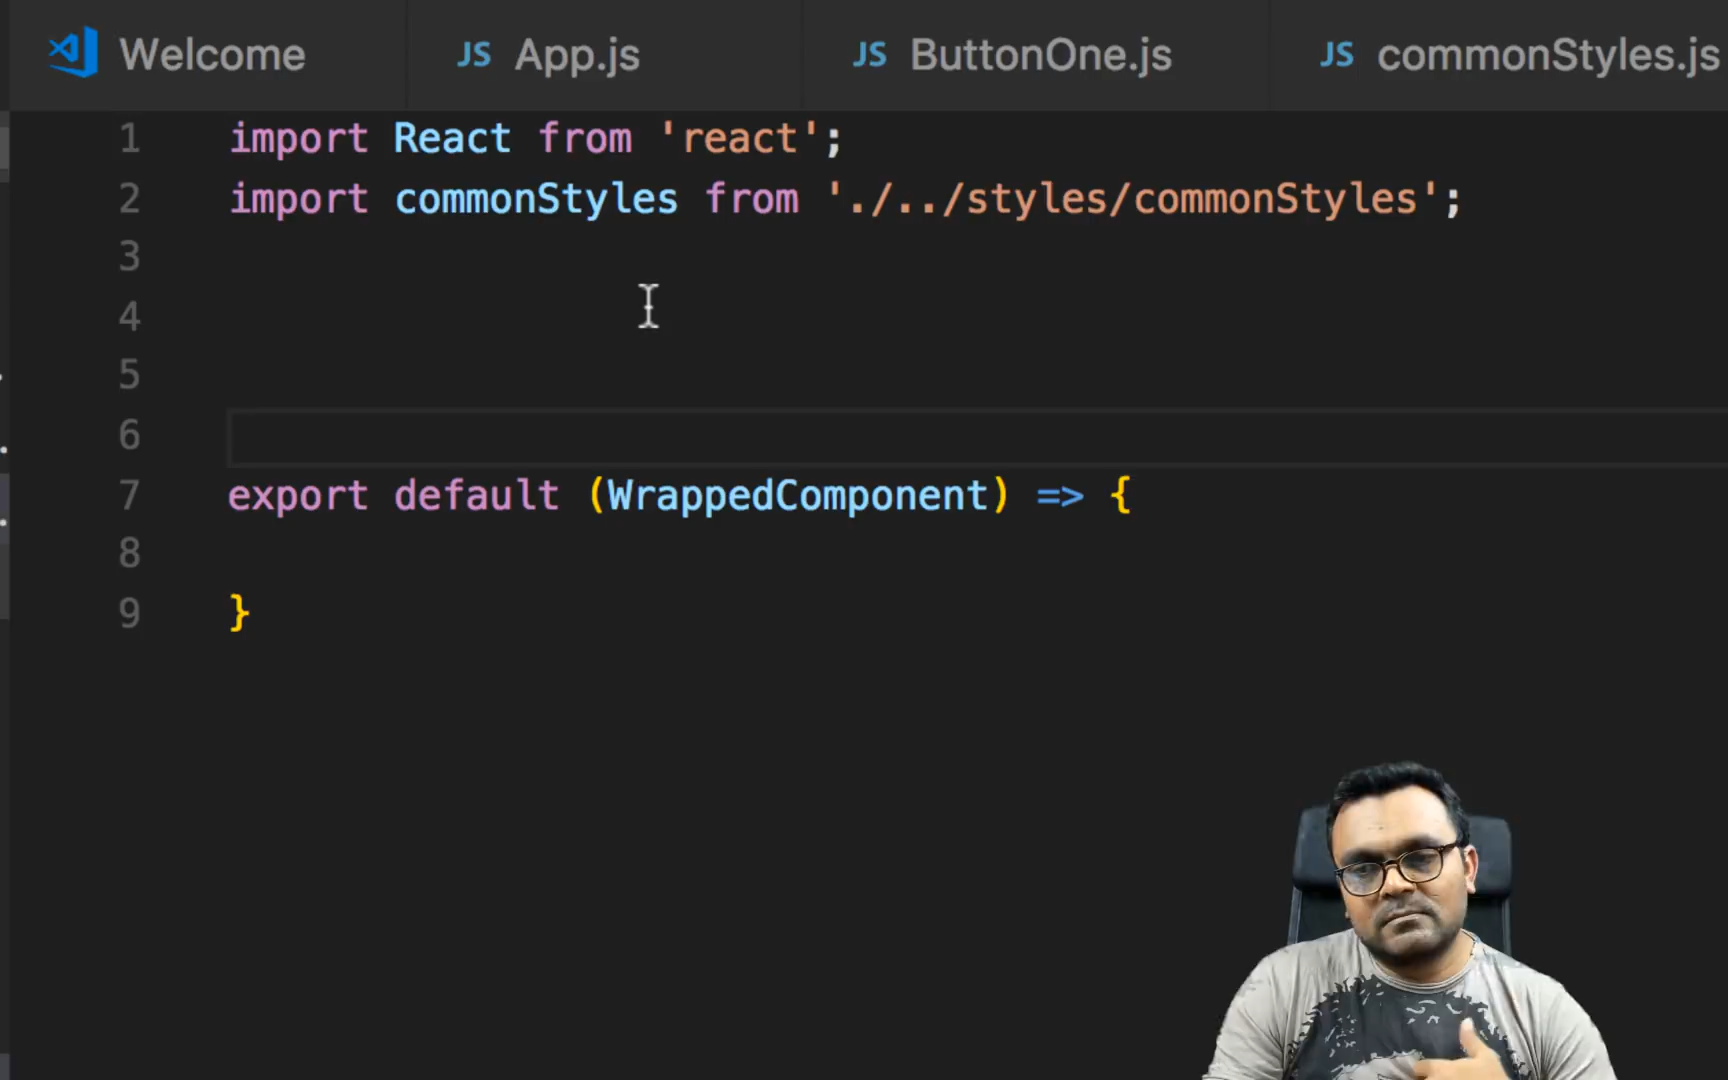 Welcome JS App.js JS ButtonOne.js JS commonStyles.js
1 import React from 'react';
2 import commonStyles from './../styles/commonStyles';
3
4
5
6
7 export default (WrappedComponent) => {
8
9 }